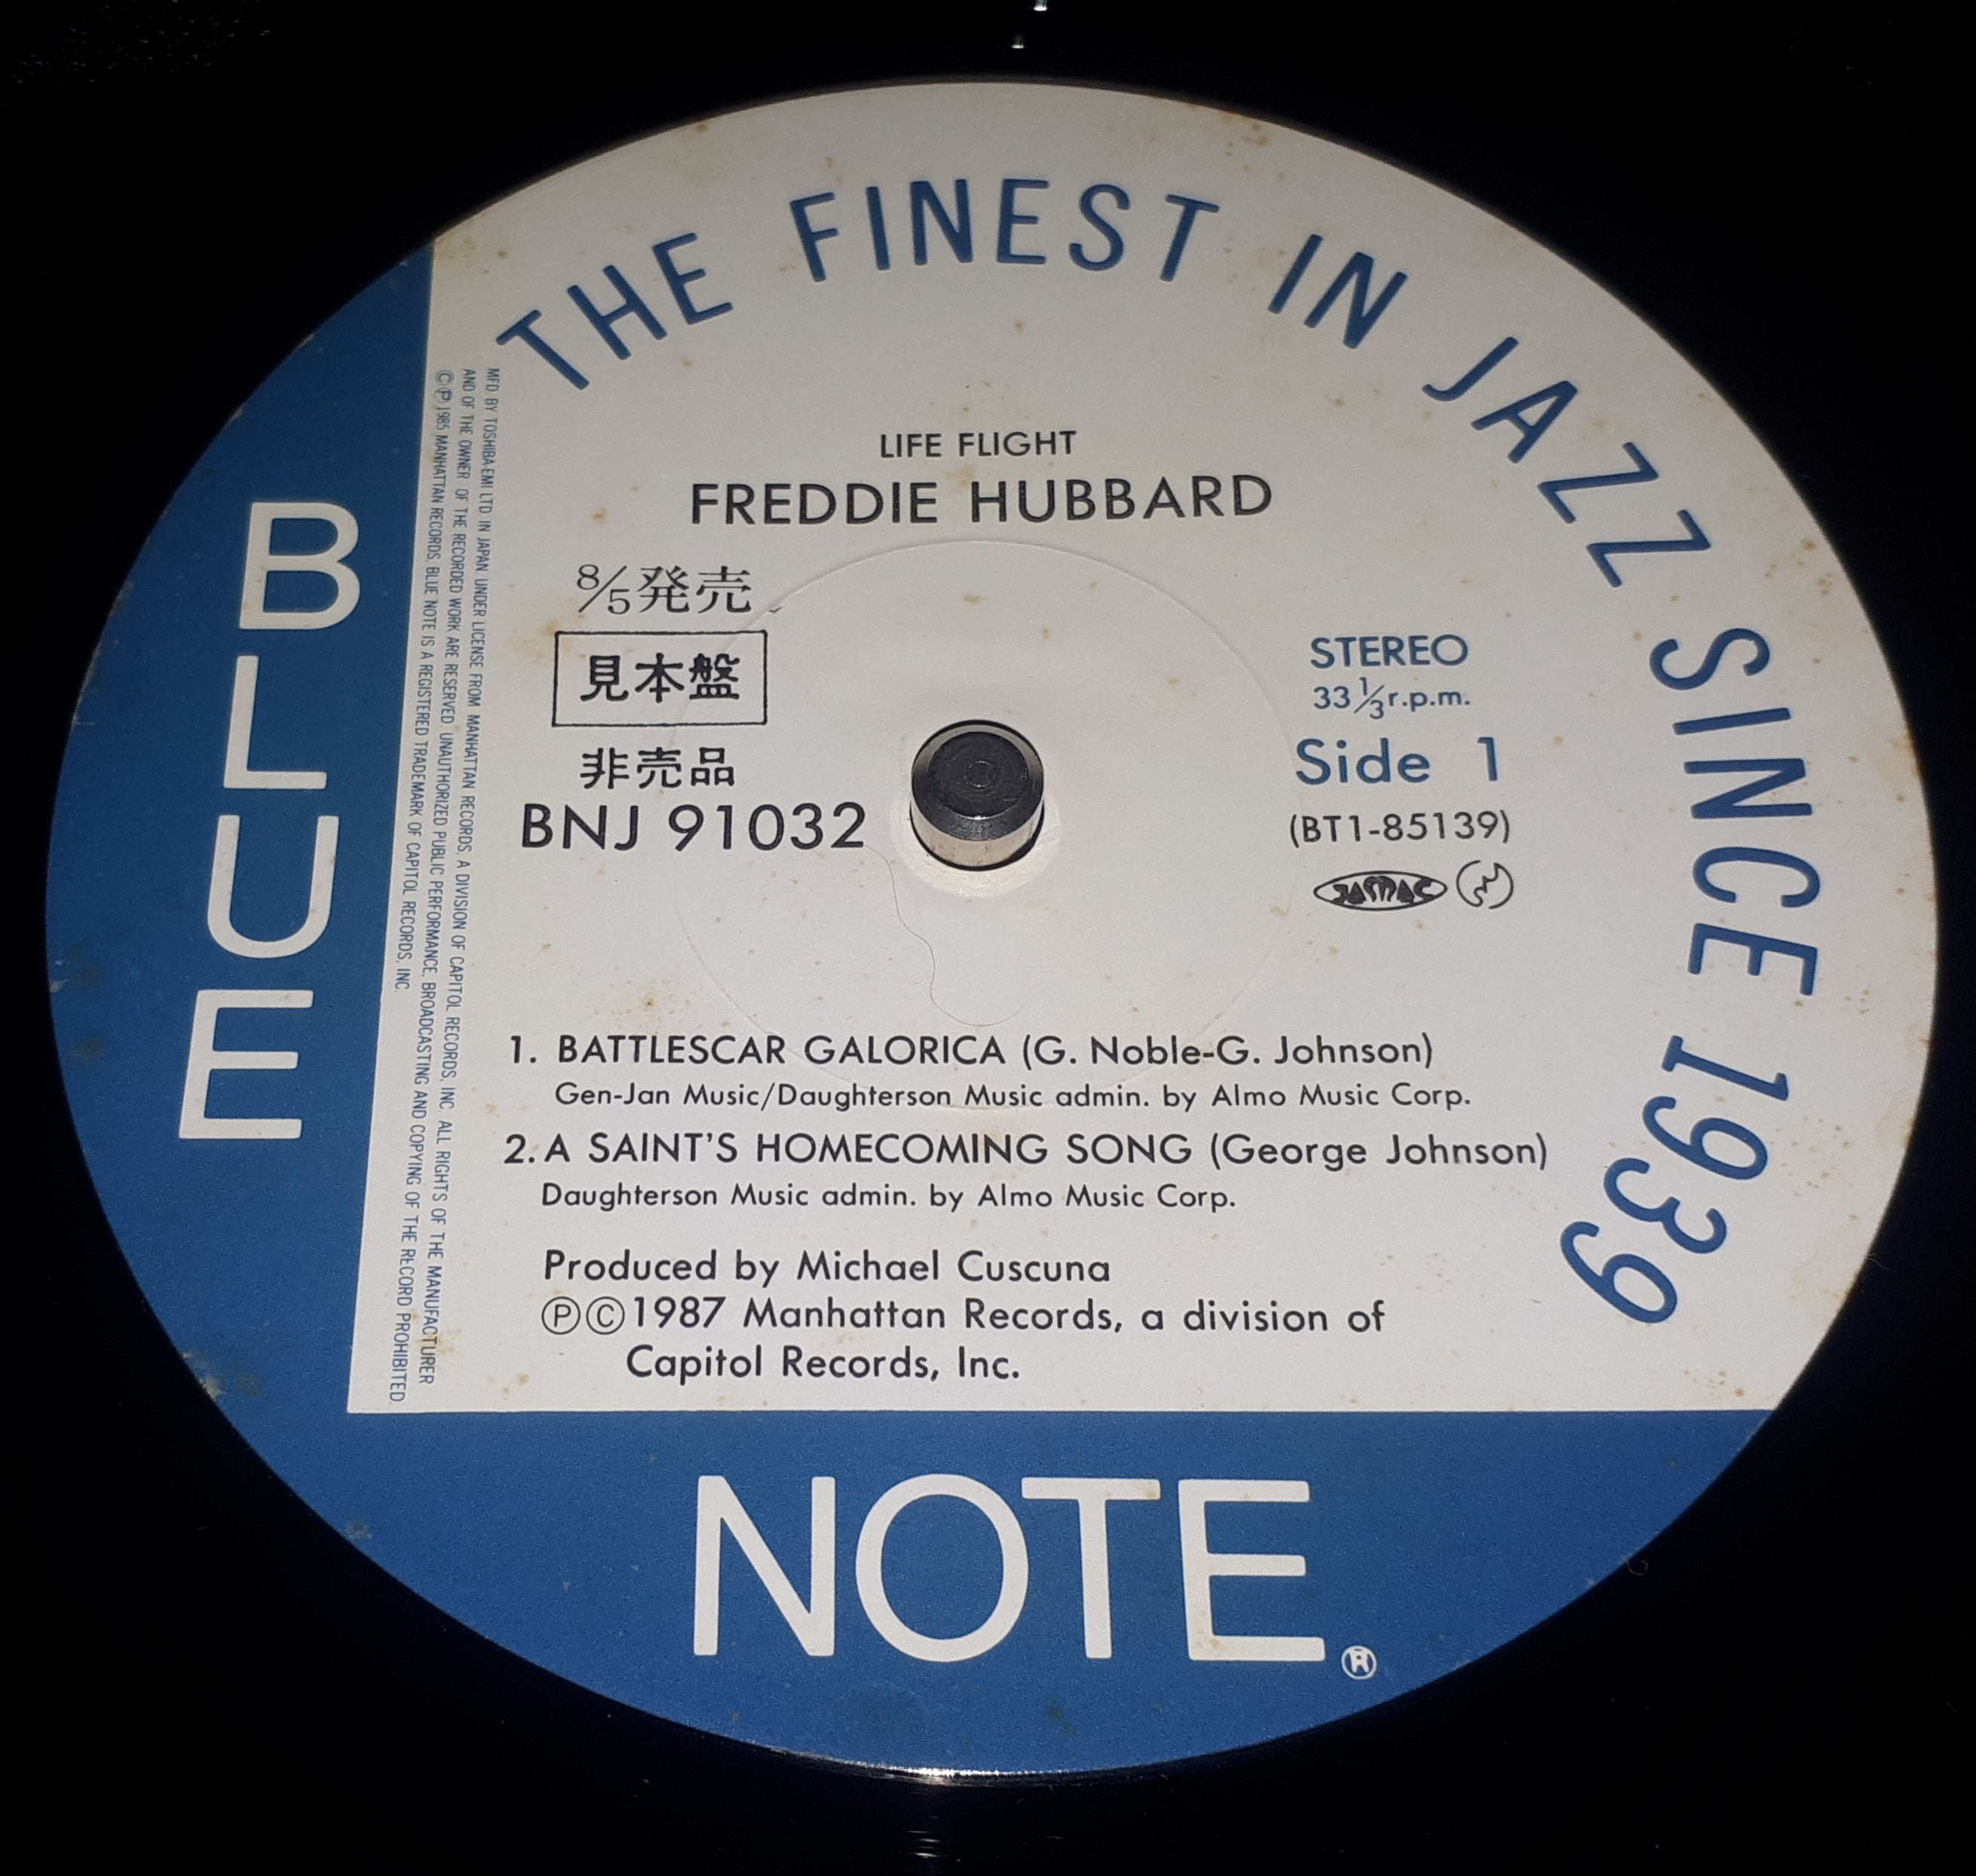 THE FINEST IN JAZZ SINCE 1939
LIFE FLIGHT
FREDDIE HUBBARD
8/5発売
見本盤
非売品
BNJ 91032
STEREO
33 1/3 r.p.m.
Side 1
(BT1-85139)
JASRAC
1. BATTLESCAR GALORICA (G. Noble-G. Johnson)
Gen-Jan Music/Daughterson Music admin. by Almo Music Corp.
2. A SAINT'S HOMECOMING SONG (George Johnson)
Daughterson Music admin. by Almo Music Corp.
Produced by Michael Cuscuna
ⓅⒸ1987 Manhattan Records, a division of
Capitol Records, Inc.
MFD BY TOSHIBA-EMI LTD. IN JAPAN. UNDER LICENSE FROM MANHATTAN RECORDS, A DIVISION OF CAPITOL RECORDS, INC. ALL RIGHTS OF THE MANUFACTURER
AND OF THE OWNER OF THE RECORDED WORK ARE RESERVED. UNAUTHORIZED PUBLIC PERFORMANCE, BROADCASTING AND COPYING OF THE RECORD PROHIBITED.
ⒸⓅ1985 MANHATTAN RECORDS. BLUE NOTE IS A REGISTERED TRADEMARK OF CAPITOL RECORDS, INC.
BLUE
NOTE®